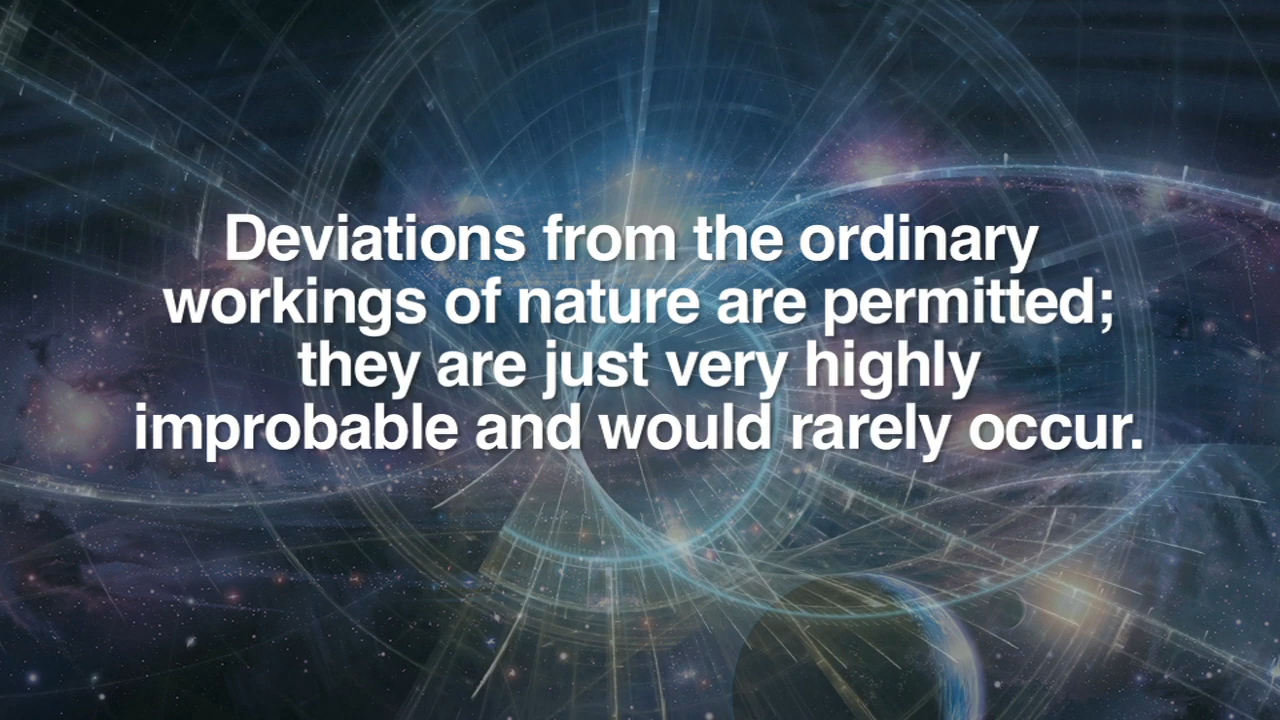 Deviations from the ordinary
workings of nature are permitted;
they are just very highly
improbable and would rarely occur.